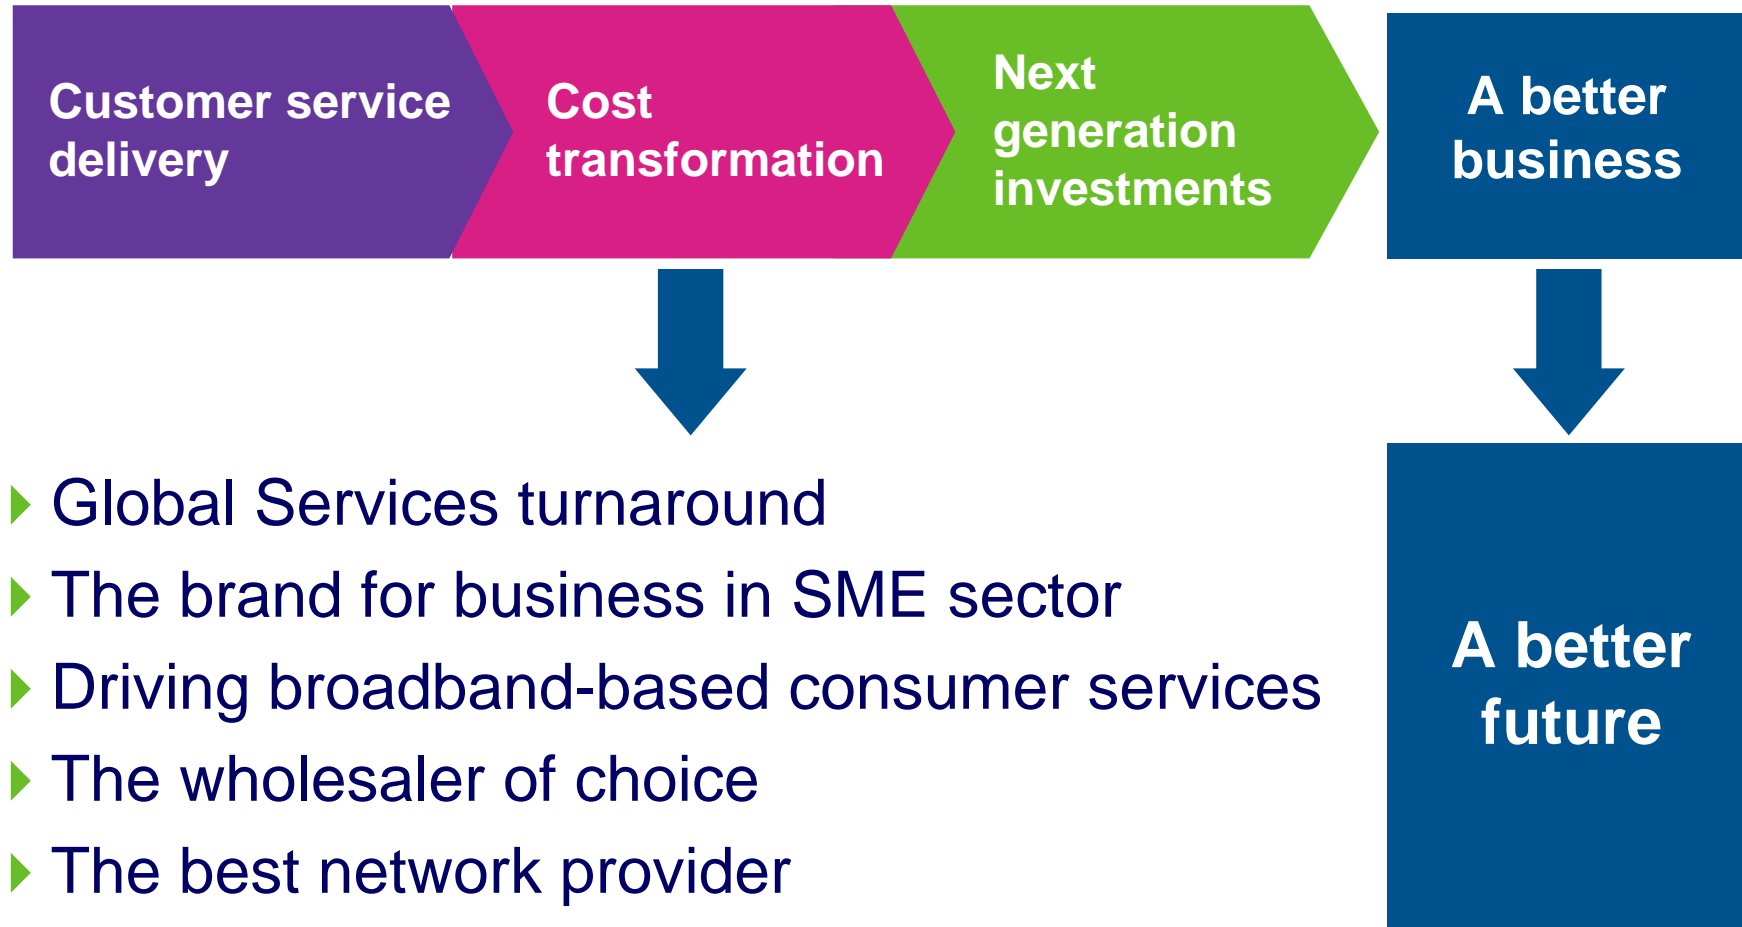 Customer service
delivery
Cost
transformation
Next
generation
investments
A better
business
Global Services turnaround
The brand for business in SME sector
Driving broadband-based consumer services
The wholesaler of choice
The best network provider
A better
future